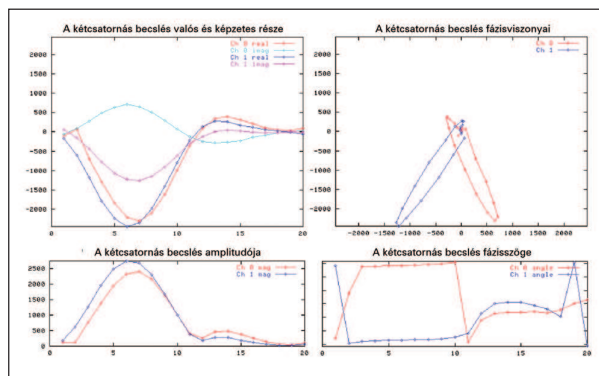 A kétcsatornás becslés valós és képzetes része
Ch 0 real
Ch 0 imag
Ch 1 real
Ch 1 imag
2000
1500
1000
500
0
-500
-1000
-1500
-2000
0 5 10 15 20
A kétcsatornás becslés fázisviszonyai
Ch 0
Ch 1
2000
1500
1000
500
0
-500
-1000
-1500
-2000
-2000 -1500 -1000 -500 0 500 1000 1500 2000
A kétcsatornás becslés amplitudója
Ch 0 mag
Ch 1 mag
2500
2000
1500
1000
500
0
0 5 10 15 20
A kétcsatornás becslés fázisszöge
Ch 0 angle
Ch 1 angle
0 5 10 15 20